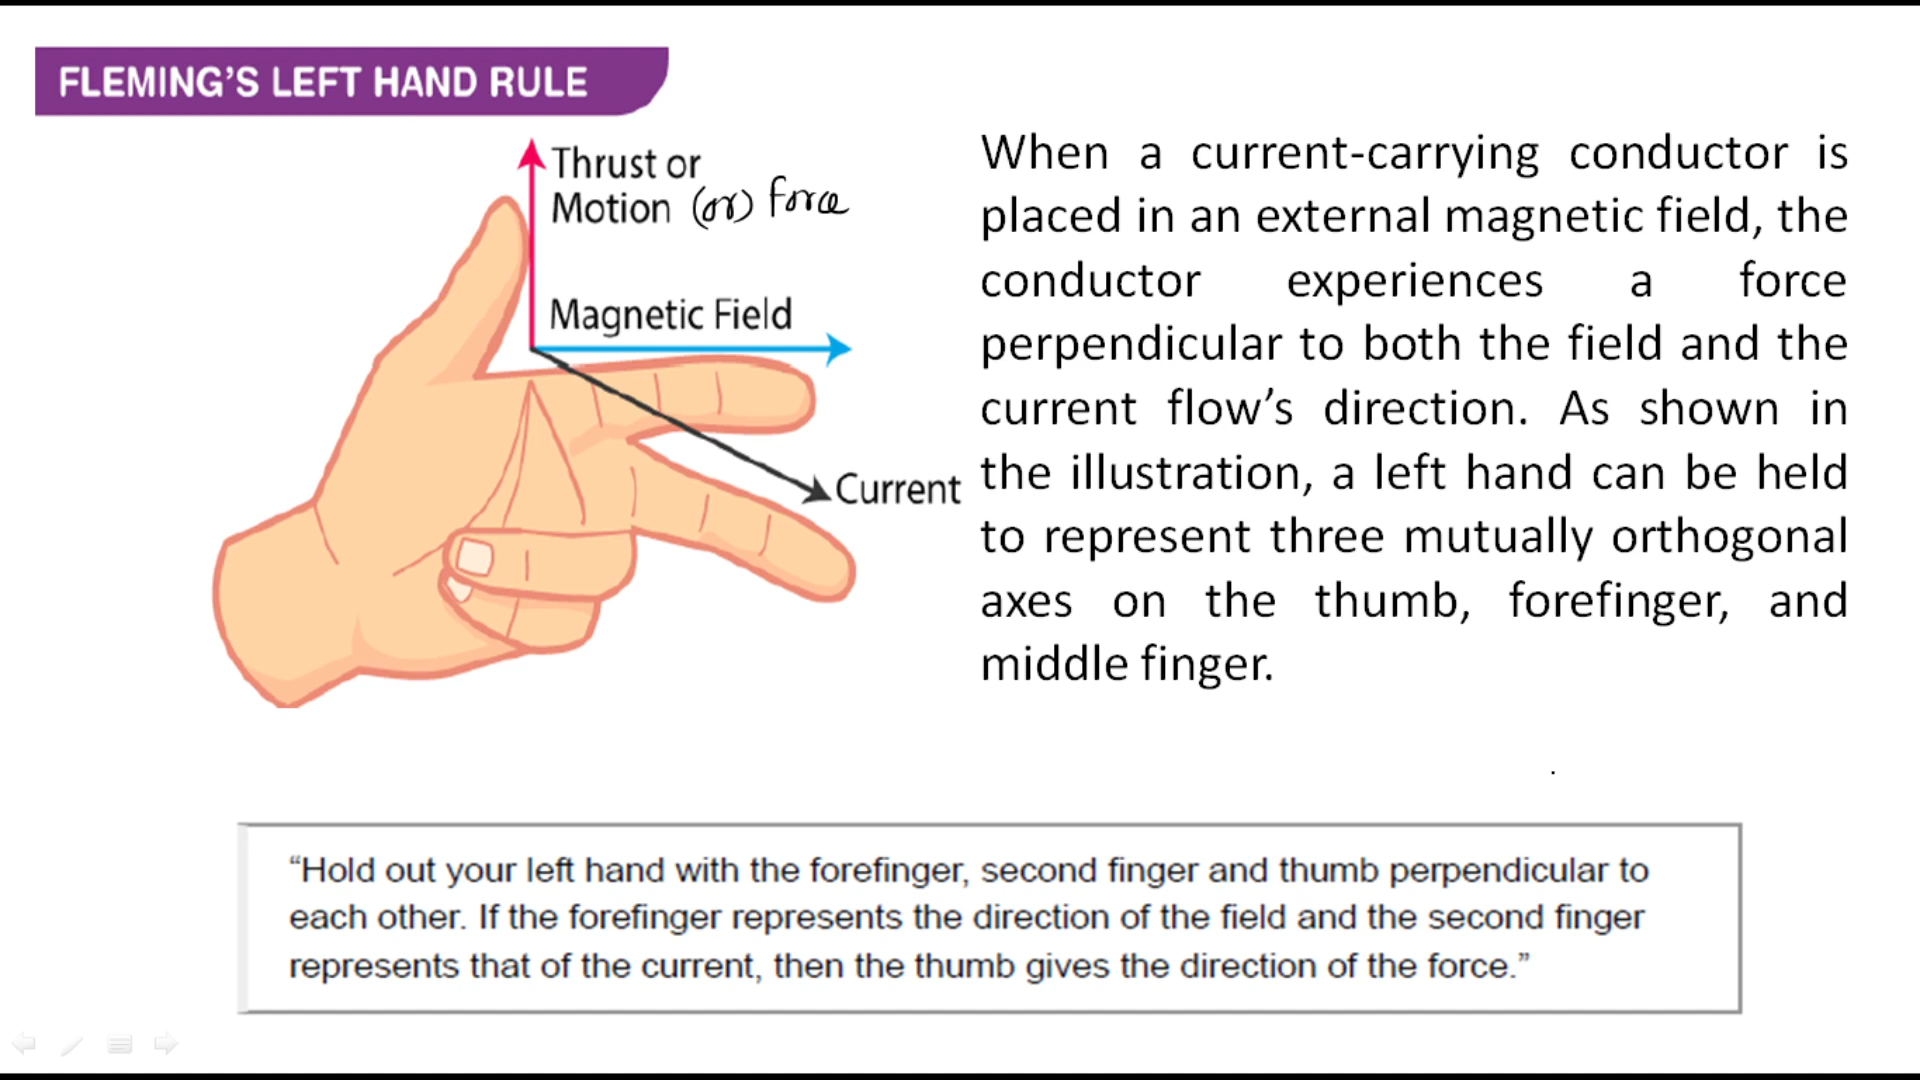 FLEMING’S LEFT HAND RULE
Thrust or
Motion (or) force
Magnetic Field
Current
When a current-carrying conductor is
placed in an external magnetic field, the
conductor experiences a force
perpendicular to both the field and the
current flow’s direction. As shown in
the illustration, a left hand can be held
to represent three mutually orthogonal
axes on the thumb, forefinger, and
middle finger.
“Hold out your left hand with the forefinger, second finger and thumb perpendicular to
each other. If the forefinger represents the direction of the field and the second finger
represents that of the current, then the thumb gives the direction of the force.”